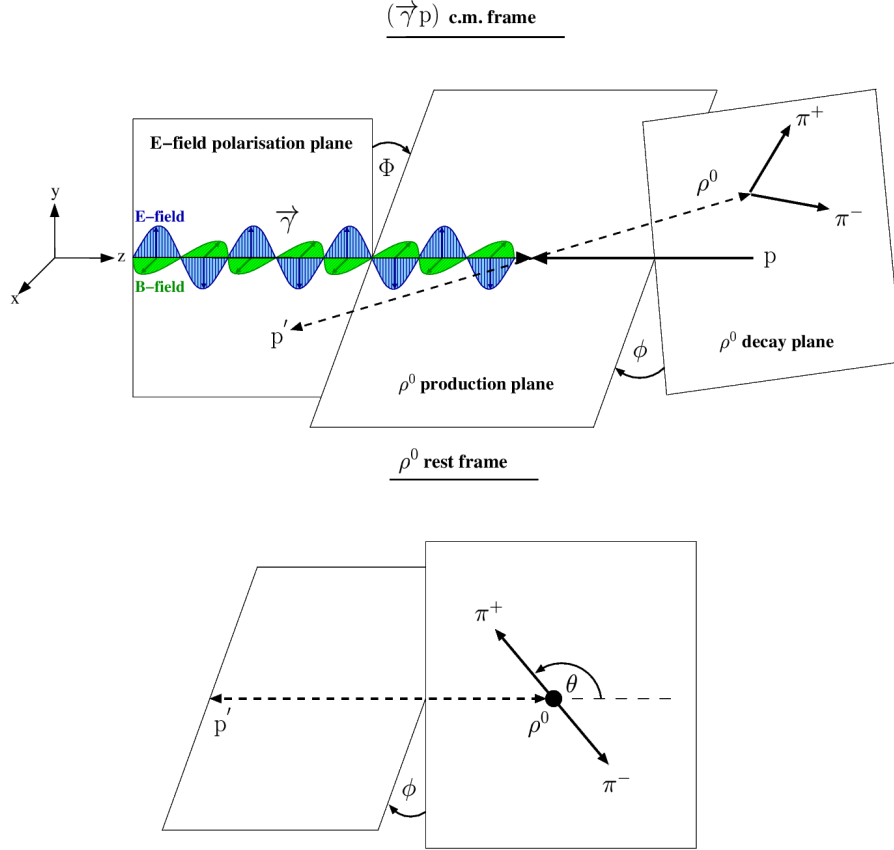 (γ⃗ p) c.m. frame
E−field polarisation plane
Φ
π⁺
ρ⁰
π⁻
y
z
x
E−field
γ⃗
B−field
p
p′
ϕ
ρ⁰ decay plane
ρ⁰ production plane
ρ⁰ rest frame
π⁺
θ
p′
ρ⁰
π⁻
ϕ